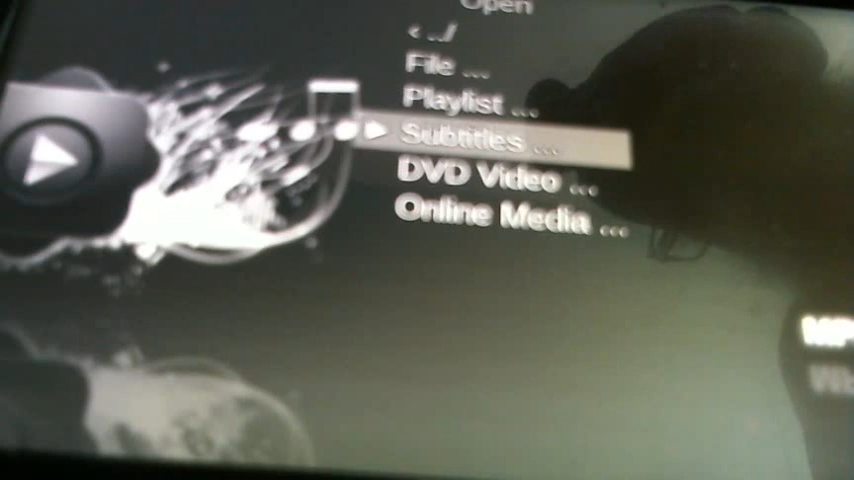 Open
< ../
File ...
Playlist ...
Subtitles ...
DVD Video ...
Online Media ...